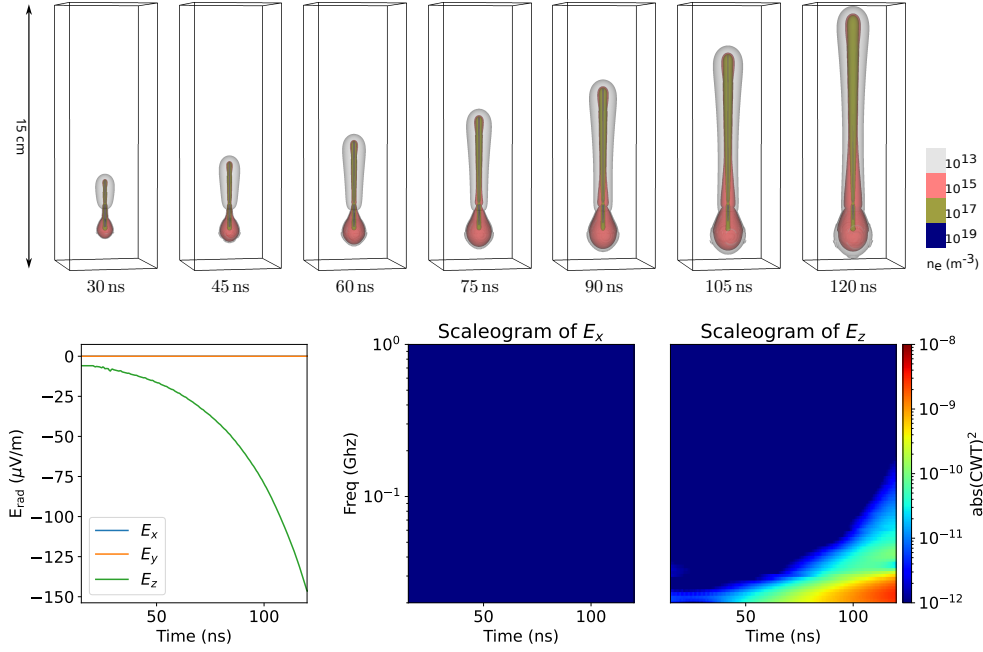 15 cm
30 ns
45 ns
60 ns
75 ns
90 ns
105 ns
120 ns
10^13
10^15
10^17
10^19
n_e (m^-3)
E_rad (μV/m)
0
−25
−50
−75
−100
−125
−150
E_x
E_y
E_z
50
100
Time (ns)
Scaleogram of E_x
Freq (Ghz)
10^0
10^−1
50
100
Time (ns)
Scaleogram of E_z
50
100
Time (ns)
10^−8
10^−9
10^−10
10^−11
10^−12
abs(CWT)^2